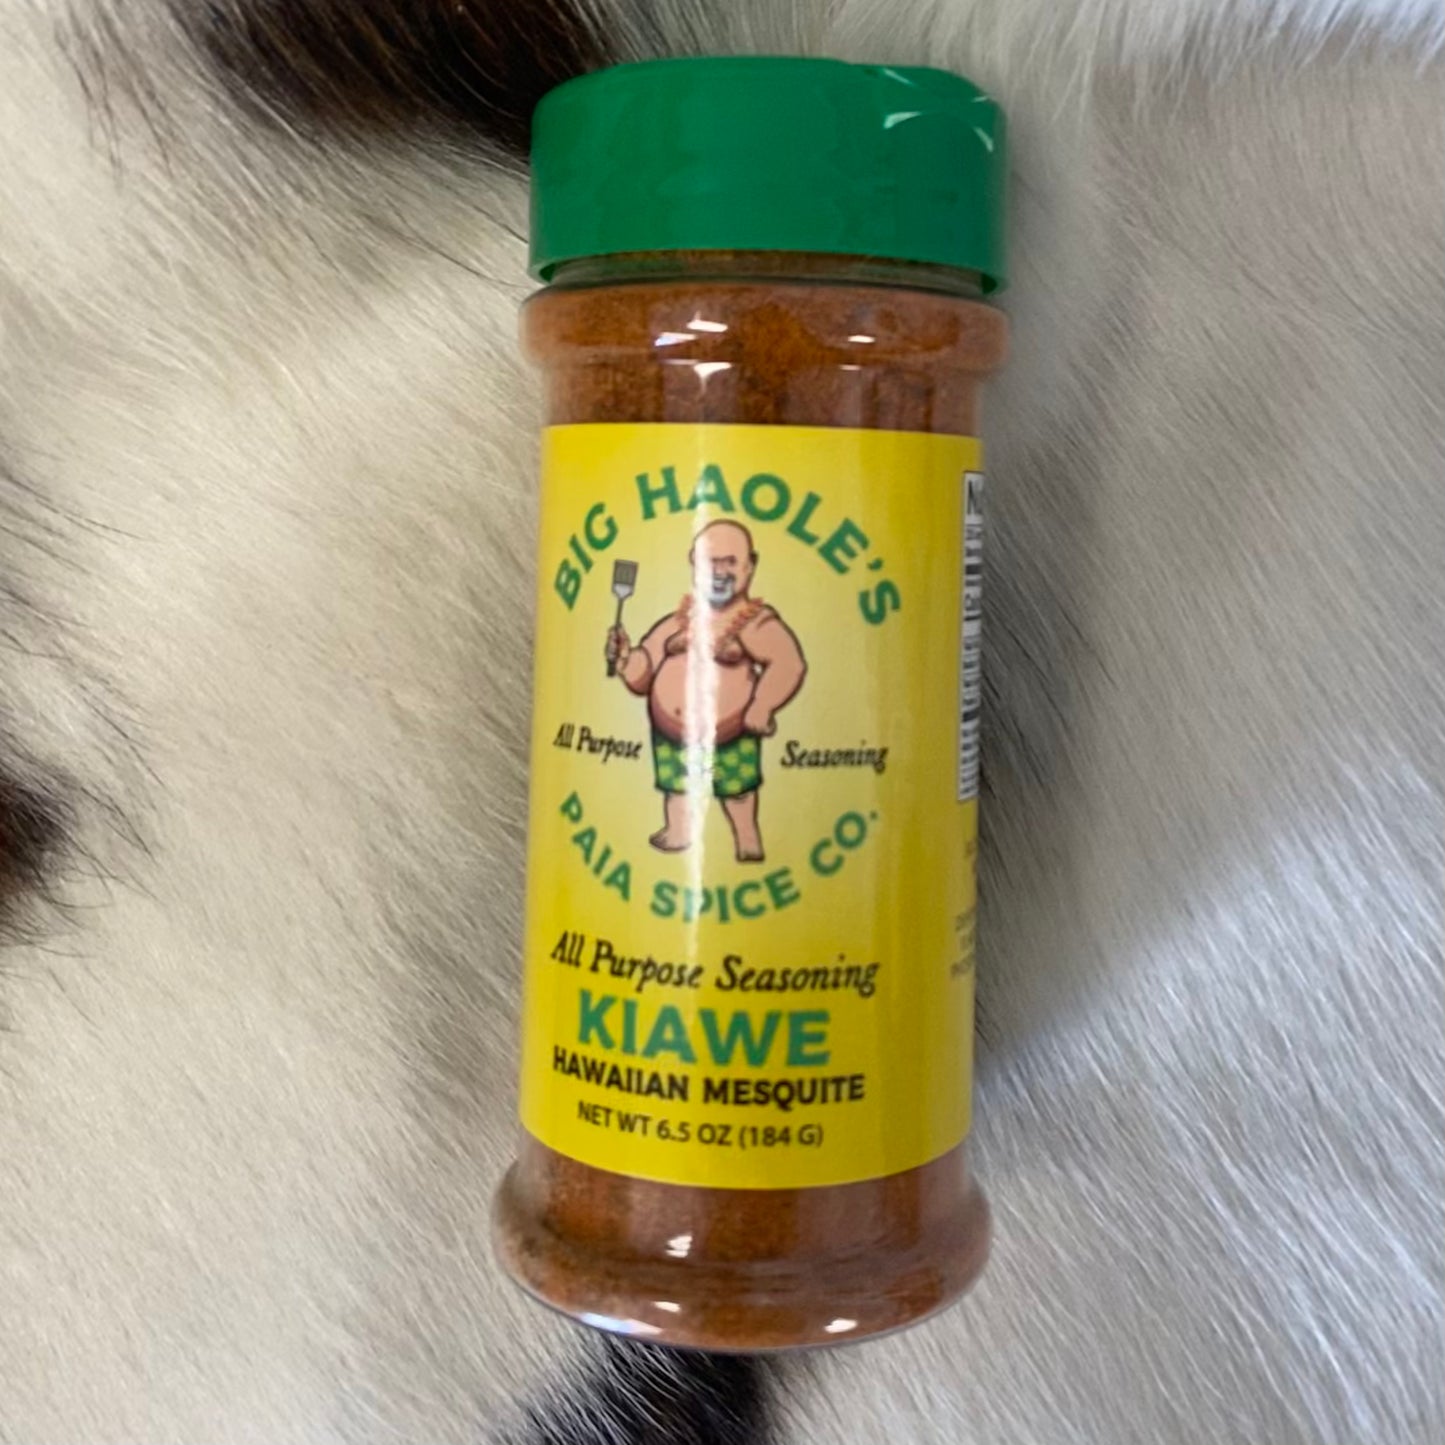 BIG HAOLE'S
All Purpose Seasoning
PAIA SPICE CO.
All Purpose Seasoning
KIAWE
HAWAIIAN MESQUITE
NET WT 6.5 OZ (184 G)